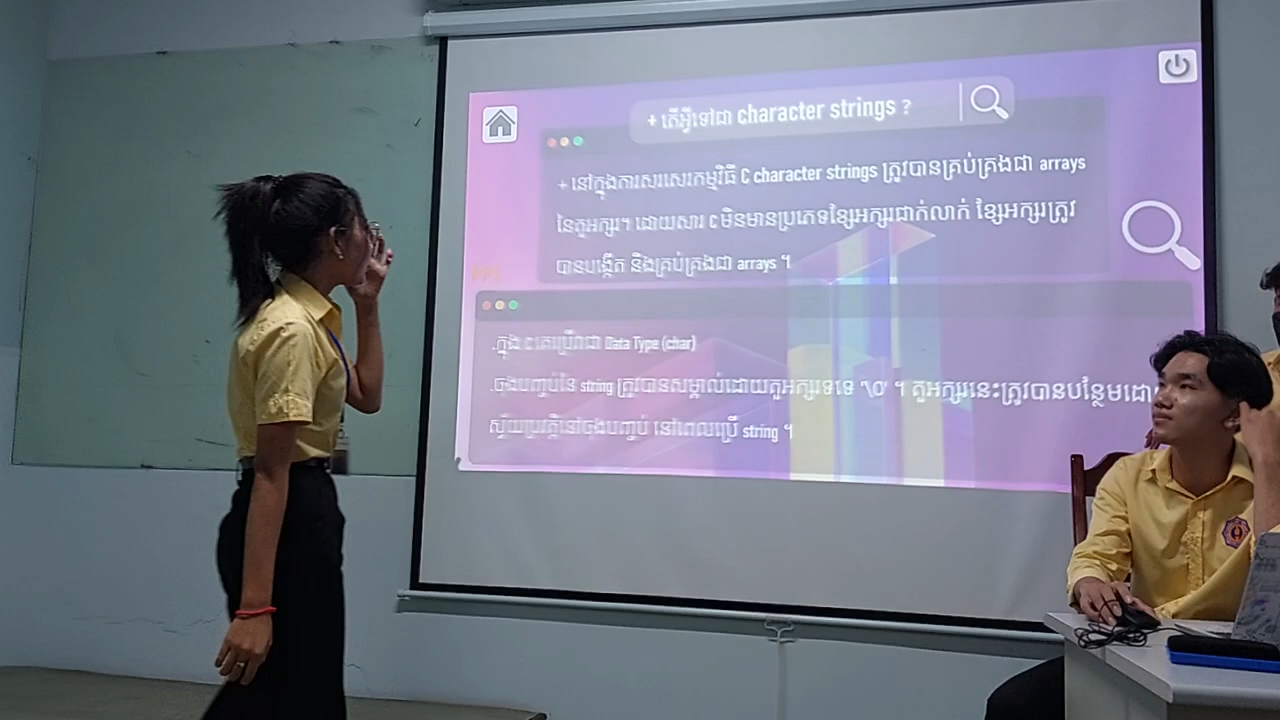 + តើអ្វីទៅជា character strings ?
+ នៅក្នុងការសរសេរកម្មវិធី C character strings ត្រូវបានគ្រប់គ្រងជា arrays
នៃតួអក្សរ។ ដោយសារ C មិនមានប្រភេទខ្សែអក្សរជាក់លាក់ ខ្សែអក្សរត្រូវ
បានបង្កើត និងគ្រប់គ្រងជា arrays ។
.ក្នុង c គេប្រើវាជា Data Type (char)
.ចុងបញ្ចប់នៃ string ត្រូវបានសម្គាល់ដោយតួអក្សរទទេ '\0' ។ តួអក្សរនេះត្រូវបានបន្ថែមដោ
ស្វ័យប្រវត្តិនៅចុងបញ្ចប់ នៅពេលប្រើ string ។